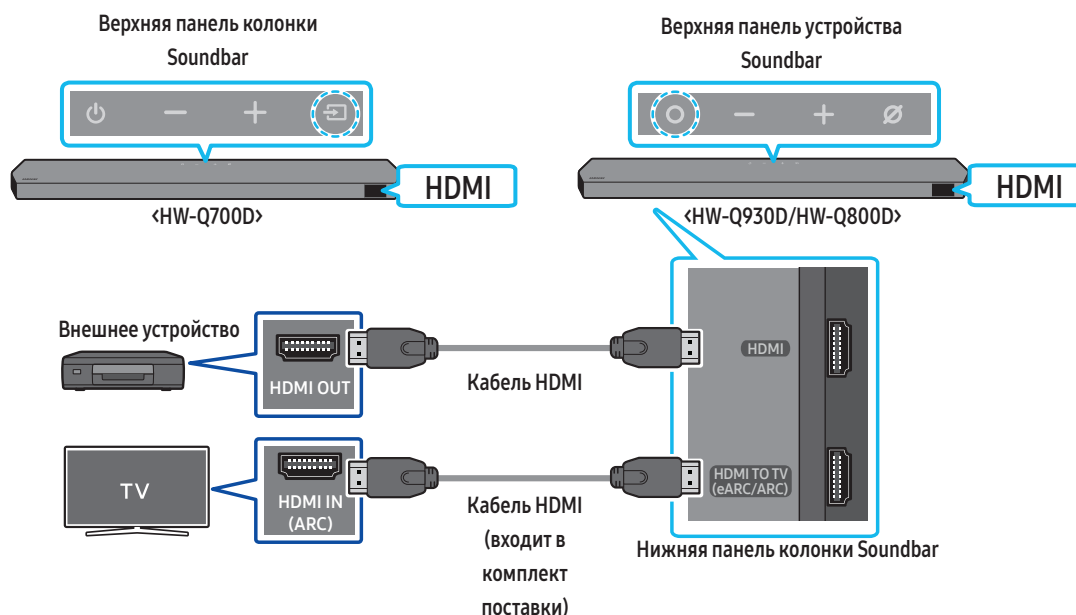 Верхняя панель колонки
Soundbar
Верхняя панель устройства
Soundbar
HDMI
HDMI
<HW-Q700D>
<HW-Q930D/HW-Q800D>
Внешнее устройство
HDMI OUT
Кабель HDMI
HDMI
TV
HDMI IN
(ARC)
Кабель HDMI
(входит в
комплект
поставки)
HDMI TO TV
(eARC/ARC)
Нижняя панель колонки Soundbar